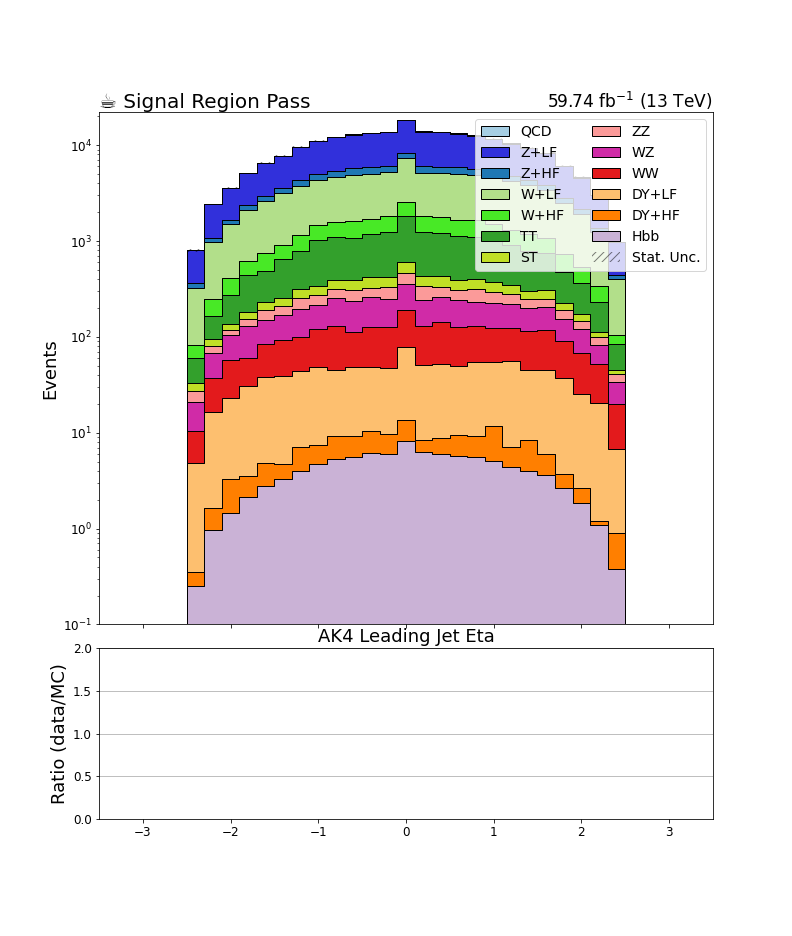 ☕ Signal Region Pass
59.74 fb⁻¹ (13 TeV)
QCD ZZ
Z+LF WZ
Z+HF WW
W+LF DY+LF
W+HF DY+HF
TT Hbb
ST Stat. Unc.
10⁴
10³
10²
10¹
10⁰
10⁻¹
Events
AK4 Leading Jet Eta
2.0
1.5
1.0
0.5
0.0
Ratio (data/MC)
−3 −2 −1 0 1 2 3